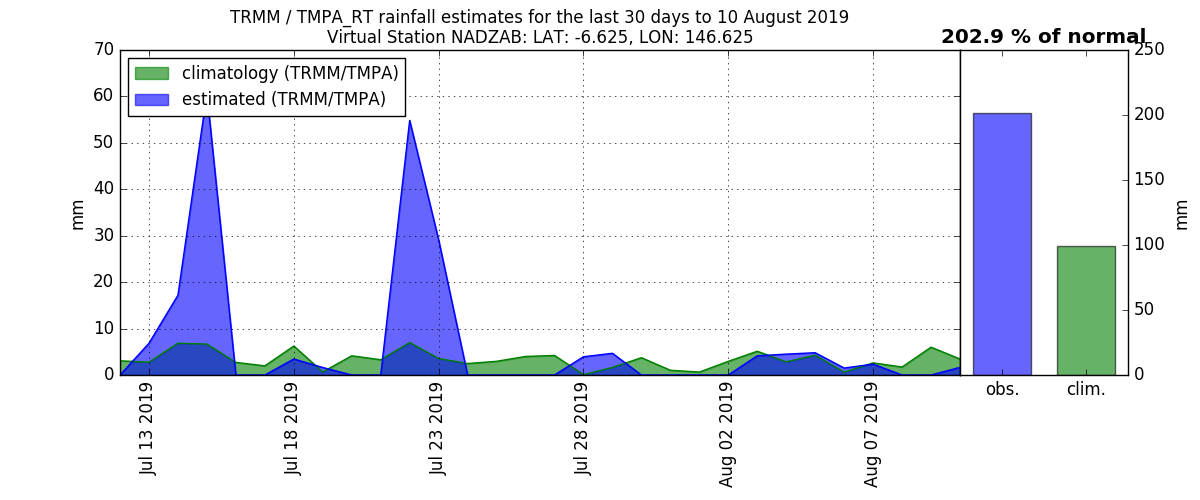 TRMM / TMPA_RT rainfall estimates for the last 30 days to 10 August 2019
Virtual Station NADZAB: LAT: -6.625, LON: 146.625
202.9 % of normal
climatology (TRMM/TMPA)
estimated (TRMM/TMPA)
70
60
50
40
30
20
10
0
mm
Jul 13 2019
Jul 18 2019
Jul 23 2019
Jul 28 2019
Aug 02 2019
Aug 07 2019
250
200
150
100
50
0
mm
obs.
clim.